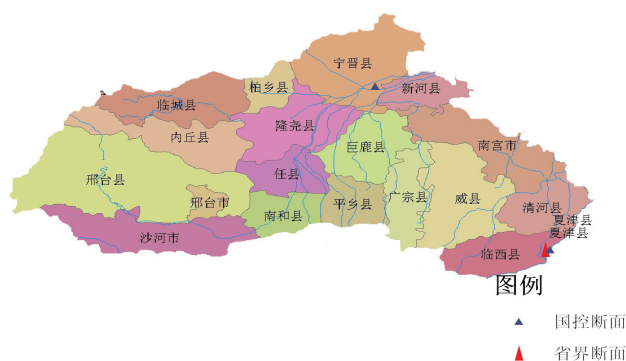 宁晋县
柏乡县
新河县
临城县
隆尧县
内丘县
巨鹿县
南宫市
任县
邢台县
邢台市
平乡县
广宗县
威县
清河县
南和县
夏津县
夏津县
沙河市
临西县
图例
国控断面
省界断面